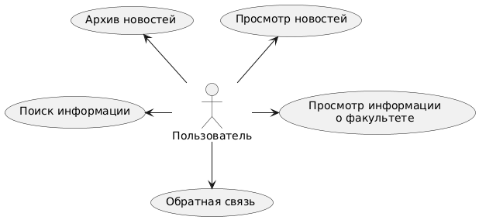 Архив новостей
Просмотр новостей
Поиск информации
Просмотр информации
о факультете
Пользователь
Обратная связь